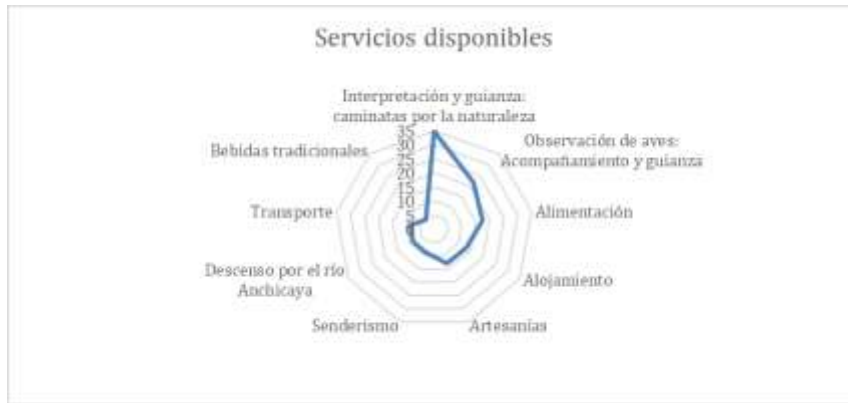 Servicios disponibles
Interpretación y guianza:
caminatas por la naturaleza
Observación de aves:
Acompañamiento y guianza
Alimentación
Alojamiento
Artesanías
Senderismo
Descenso por el río
Anchicaya
Transporte
Bebidas tradicionales
35
30
25
20
15
10
5
0